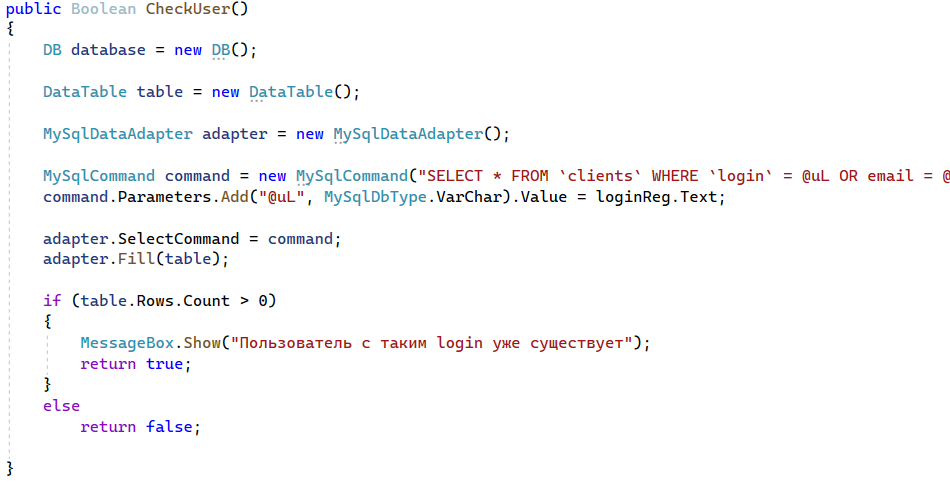 public Boolean CheckUser()
{
DB database = new DB();
DataTable table = new DataTable();
MySqlDataAdapter adapter = new MySqlDataAdapter();
MySqlCommand command = new MySqlCommand("SELECT * FROM `clients` WHERE `login` = @uL OR email = @
command.Parameters.Add("@uL", MySqlDbType.VarChar).Value = loginReg.Text;
adapter.SelectCommand = command;
adapter.Fill(table);
if (table.Rows.Count > 0)
{
MessageBox.Show("Пользователь с таким login уже существует");
return true;
}
else
return false;
}